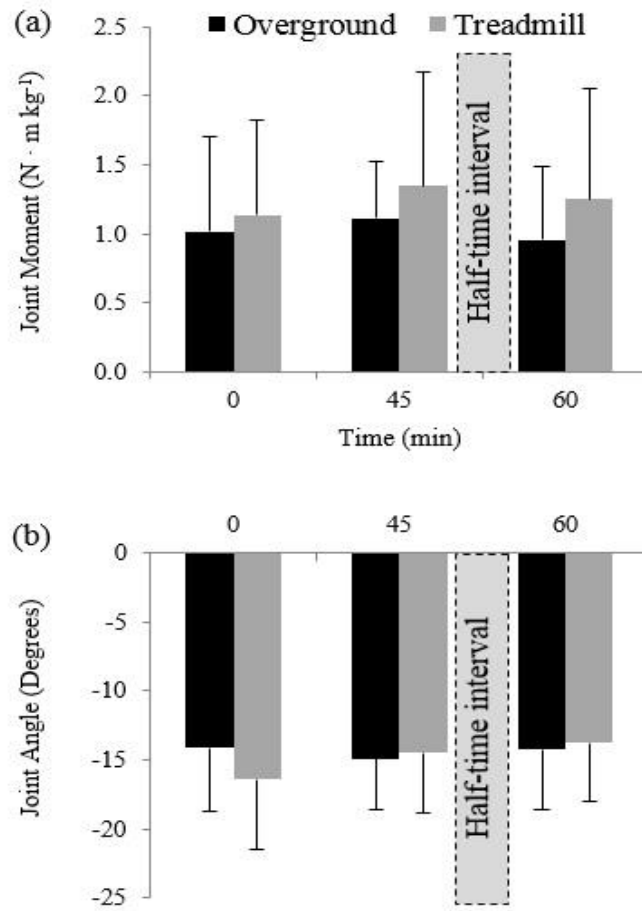 (a)
Overground Treadmill
Joint Moment (N · m kg⁻¹)
2.5
2.0
1.5
1.0
0.5
0.0
Half-time interval
0 45 60
Time (min)
(b)
0 45 60
Joint Angle (Degrees)
0
-5
-10
-15
-20
-25
Half-time interval